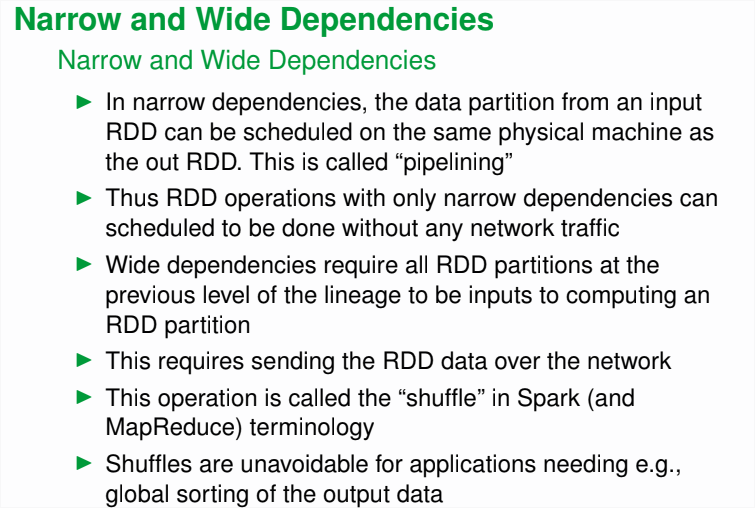 Narrow and Wide Dependencies
Narrow and Wide Dependencies
▶ In narrow dependencies, the data partition from an input
RDD can be scheduled on the same physical machine as
the out RDD. This is called “pipelining”
▶ Thus RDD operations with only narrow dependencies can
scheduled to be done without any network traffic
▶ Wide dependencies require all RDD partitions at the
previous level of the lineage to be inputs to computing an
RDD partition
▶ This requires sending the RDD data over the network
▶ This operation is called the “shuffle” in Spark (and
MapReduce) terminology
▶ Shuffles are unavoidable for applications needing e.g.,
global sorting of the output data